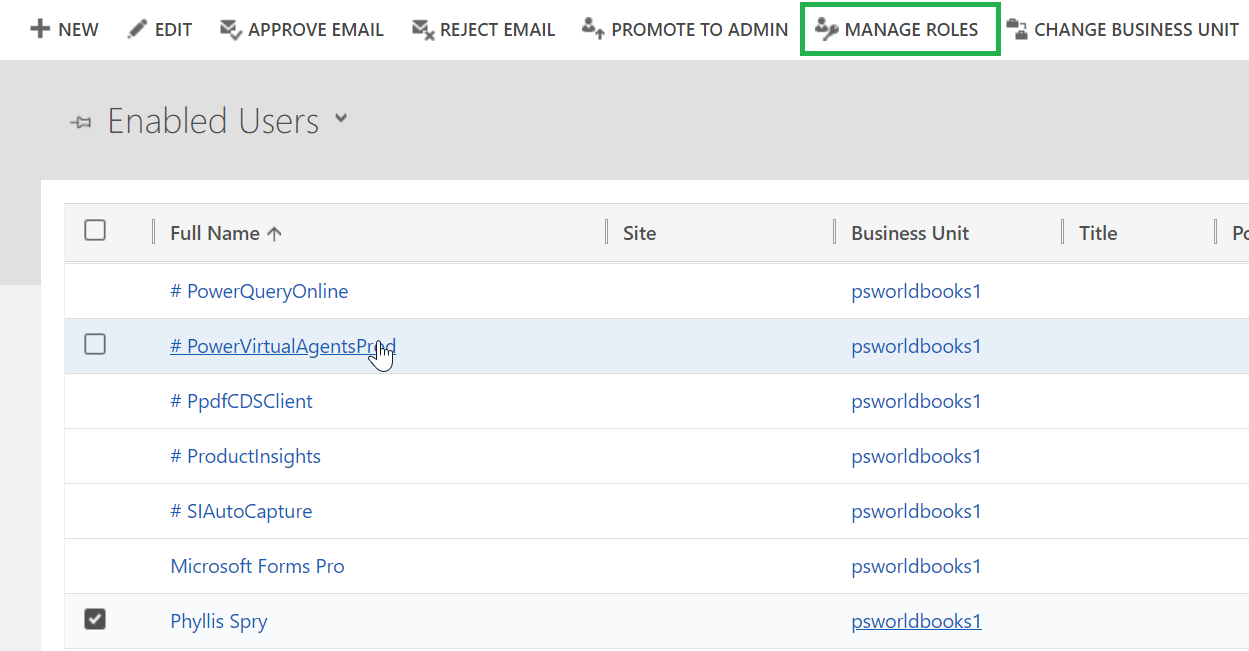 NEW EDIT APPROVE EMAIL REJECT EMAIL PROMOTE TO ADMIN MANAGE ROLES CHANGE BUSINESS UNIT
Enabled Users
Full Name Site Business Unit Title
# PowerQueryOnline psworldbooks1
# PowerVirtualAgentsProd psworldbooks1
# PpdfCDSClient psworldbooks1
# ProductInsights psworldbooks1
# SIAutoCapture psworldbooks1
Microsoft Forms Pro psworldbooks1
Phyllis Spry psworldbooks1